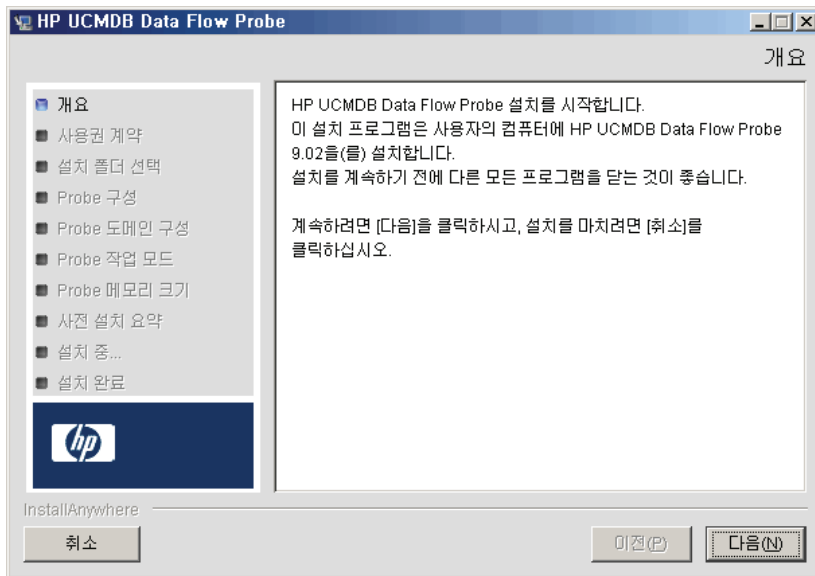 HP UCMDB Data Flow Probe
개요
개요
사용권 계약
설치 폴더 선택
Probe 구성
Probe 도메인 구성
Probe 작업 모드
Probe 메모리 크기
사전 설치 요약
설치 중...
설치 완료
hp
HP UCMDB Data Flow Probe 설치를 시작합니다.
이 설치 프로그램은 사용자의 컴퓨터에 HP UCMDB Data Flow Probe
9.02을(를) 설치합니다.
설치를 계속하기 전에 다른 모든 프로그램을 닫는 것이 좋습니다.
계속하려면 [다음]을 클릭하시고, 설치를 마치려면 [취소]를
클릭하십시오.
InstallAnywhere
취소
이전(P)
다음(N)